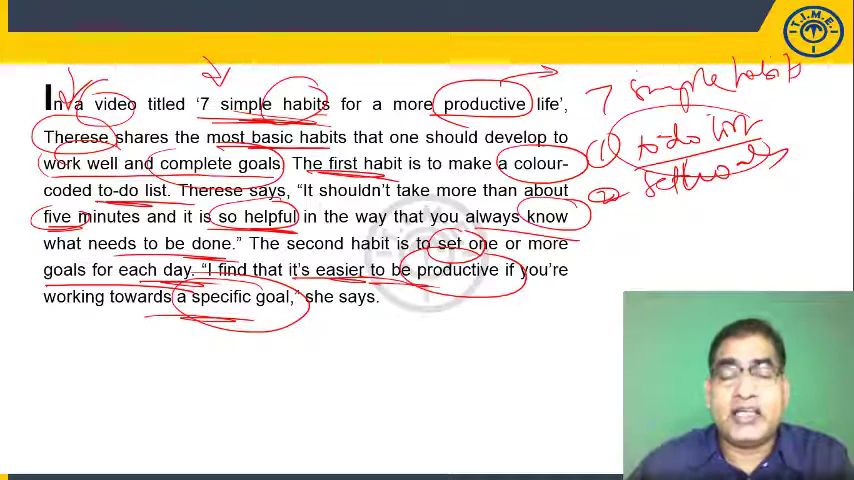 T.I.M.E.
In a video titled ‘7 simple habits for a more productive life’,
Therese shares the most basic habits that one should develop to
work well and complete goals. The first habit is to make a colour-
coded to-do list. Therese says, “It shouldn’t take more than about
five minutes and it is so helpful in the way that you always know
what needs to be done.” The second habit is to set one or more
goals for each day. “I find that it’s easier to be productive if you’re
working towards a specific goal,” she says.
7 simple habits
(1) to-do list